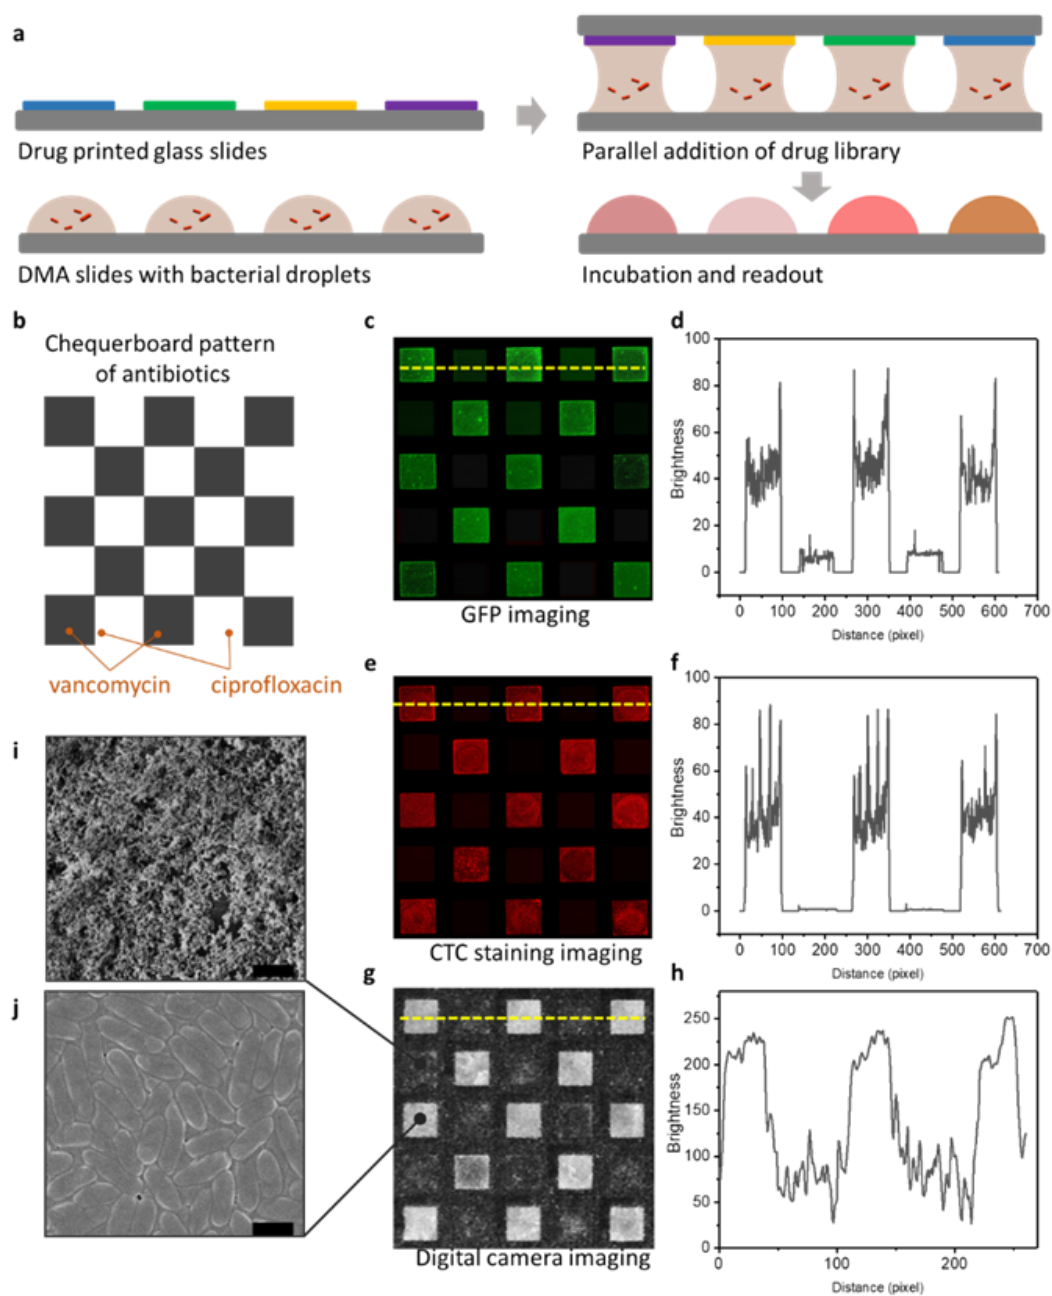 a
Drug printed glass slides
Parallel addition of drug library
DMA slides with bacterial droplets
Incubation and readout
b
Chequerboard pattern
of antibiotics
vancomycin
ciprofloxacin
c
GFP imaging
d
100
80
60
40
20
0
Brightness
0 100 200 300 400 500 600 700
Distance (pixel)
e
CTC staining imaging
f
100
80
60
40
20
0
Brightness
0 100 200 300 400 500 600 700
Distance (pixel)
i
j
g
Digital camera imaging
h
250
200
150
100
50
0
Brightness
0 100 200
Distance (pixel)